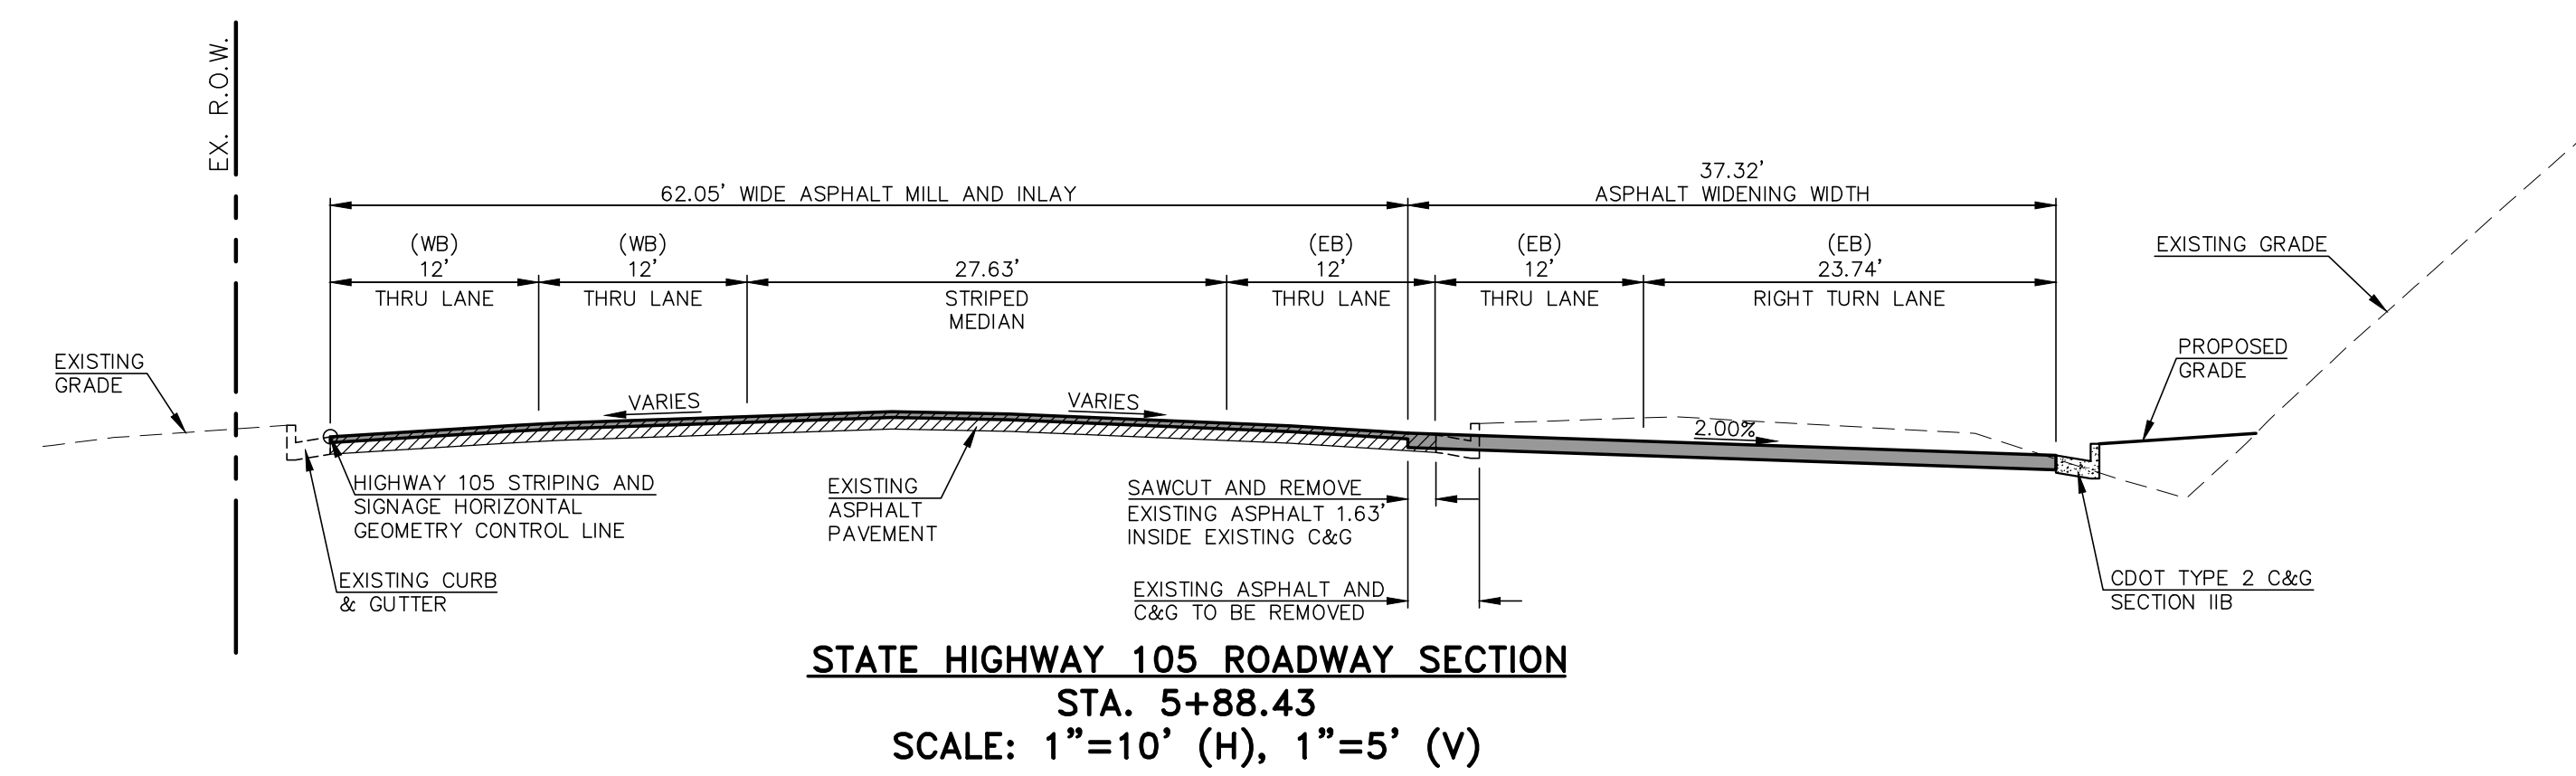 EX. R.O.W.
62.05' WIDE ASPHALT MILL AND INLAY
37.32'
ASPHALT WIDENING WIDTH
(WB)
12'
THRU LANE
(WB)
12'
THRU LANE
27.63'
STRIPED
MEDIAN
(EB)
12'
THRU LANE
(EB)
12'
THRU LANE
(EB)
23.74'
RIGHT TURN LANE
EXISTING GRADE
EXISTING
GRADE
VARIES
VARIES
2.00%
PROPOSED
GRADE
HIGHWAY 105 STRIPING AND
SIGNAGE HORIZONTAL
GEOMETRY CONTROL LINE
EXISTING
ASPHALT
PAVEMENT
SAWCUT AND REMOVE
EXISTING ASPHALT 1.63'
INSIDE EXISTING C&G
EXISTING CURB
& GUTTER
EXISTING ASPHALT AND
C&G TO BE REMOVED
CDOT TYPE 2 C&G
SECTION IIB
STATE HIGHWAY 105 ROADWAY SECTION
STA. 5+88.43
SCALE: 1"=10' (H), 1"=5' (V)